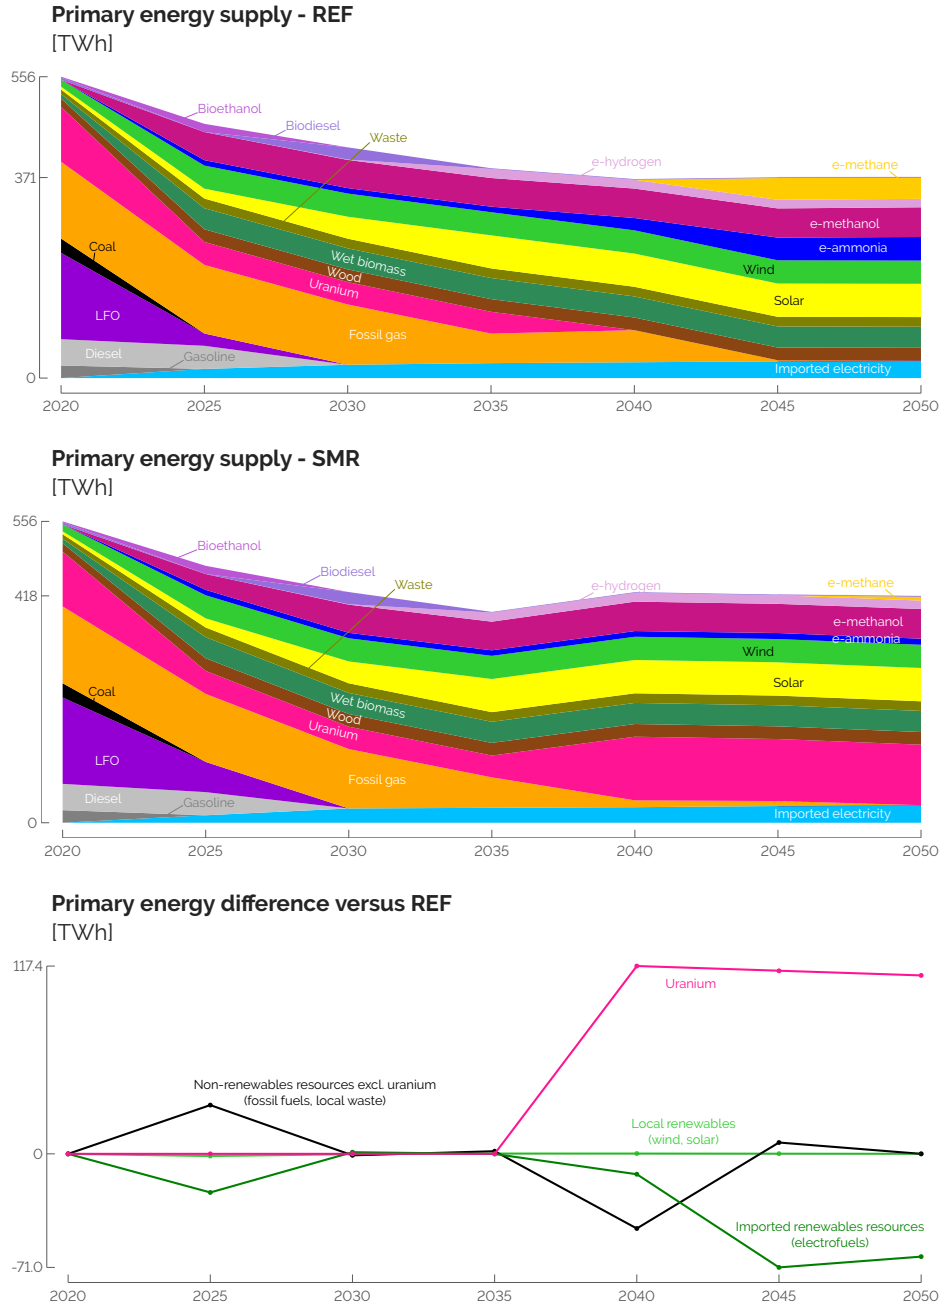 Primary energy supply - REF
[TWh]
556
Bioethanol
Biodiesel
Waste
e-hydrogen
e-methane
371
e-methanol
Coal
e-ammonia
Wet biomass
Wind
Wood
Uranium
Solar
LFO
Fossil gas
Diesel
Gasoline
Imported electricity
0
2020 2025 2030 2035 2040 2045 2050
Primary energy supply - SMR
[TWh]
556
Bioethanol
Biodiesel
Waste
e-hydrogen
e-methane
418
e-methanol
e-ammonia
Wind
Coal
Solar
Wet biomass
Wood
Uranium
LFO
Fossil gas
Diesel
Gasoline
Imported electricity
0
2020 2025 2030 2035 2040 2045 2050
Primary energy difference versus REF
[TWh]
117.4
Uranium
Non-renewables resources excl. uranium
(fossil fuels, local waste)
Local renewables
(wind, solar)
0
Imported renewables resources
(electrofuels)
-71.0
2020 2025 2030 2035 2040 2045 2050